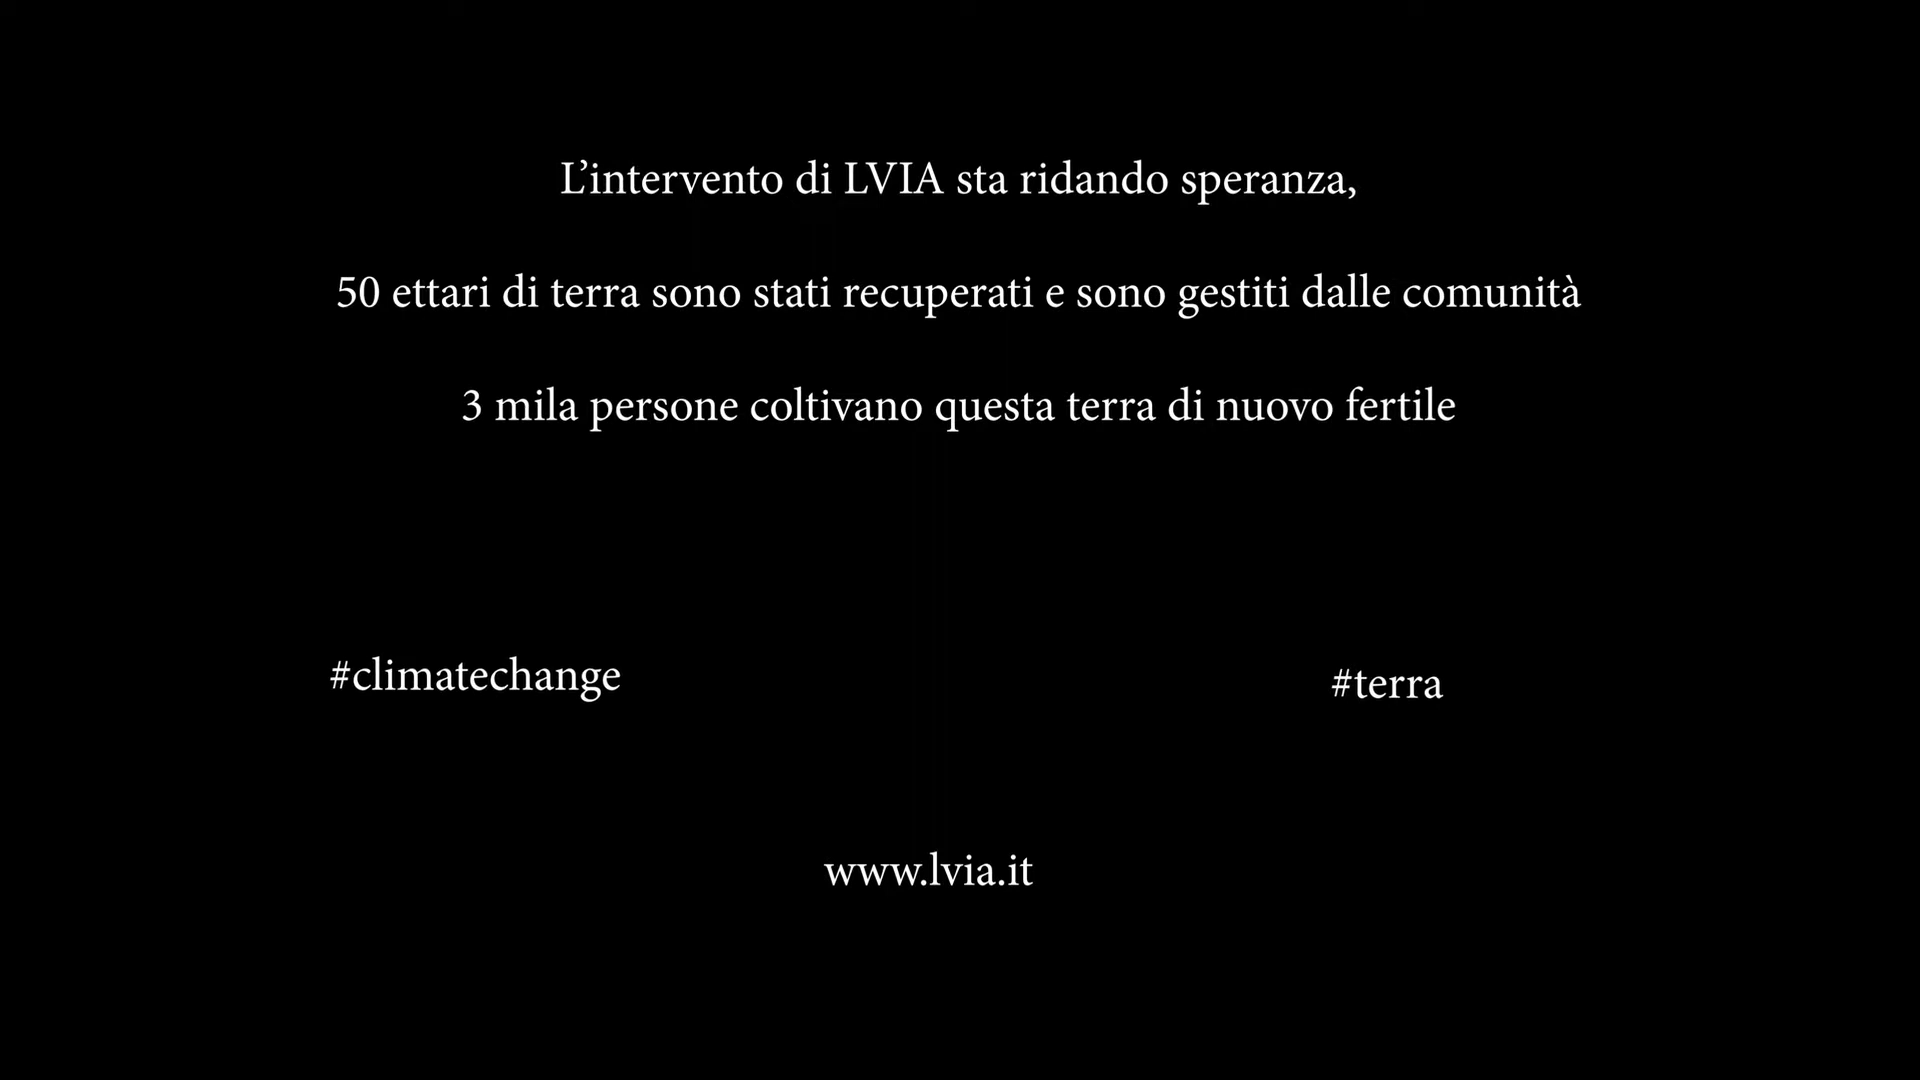 L’intervento di LVIA sta ridando speranza,
50 ettari di terra sono stati recuperati e sono gestiti dalle comunità
3 mila persone coltivano questa terra di nuovo fertile
#climatechange
#terra
www.lvia.it